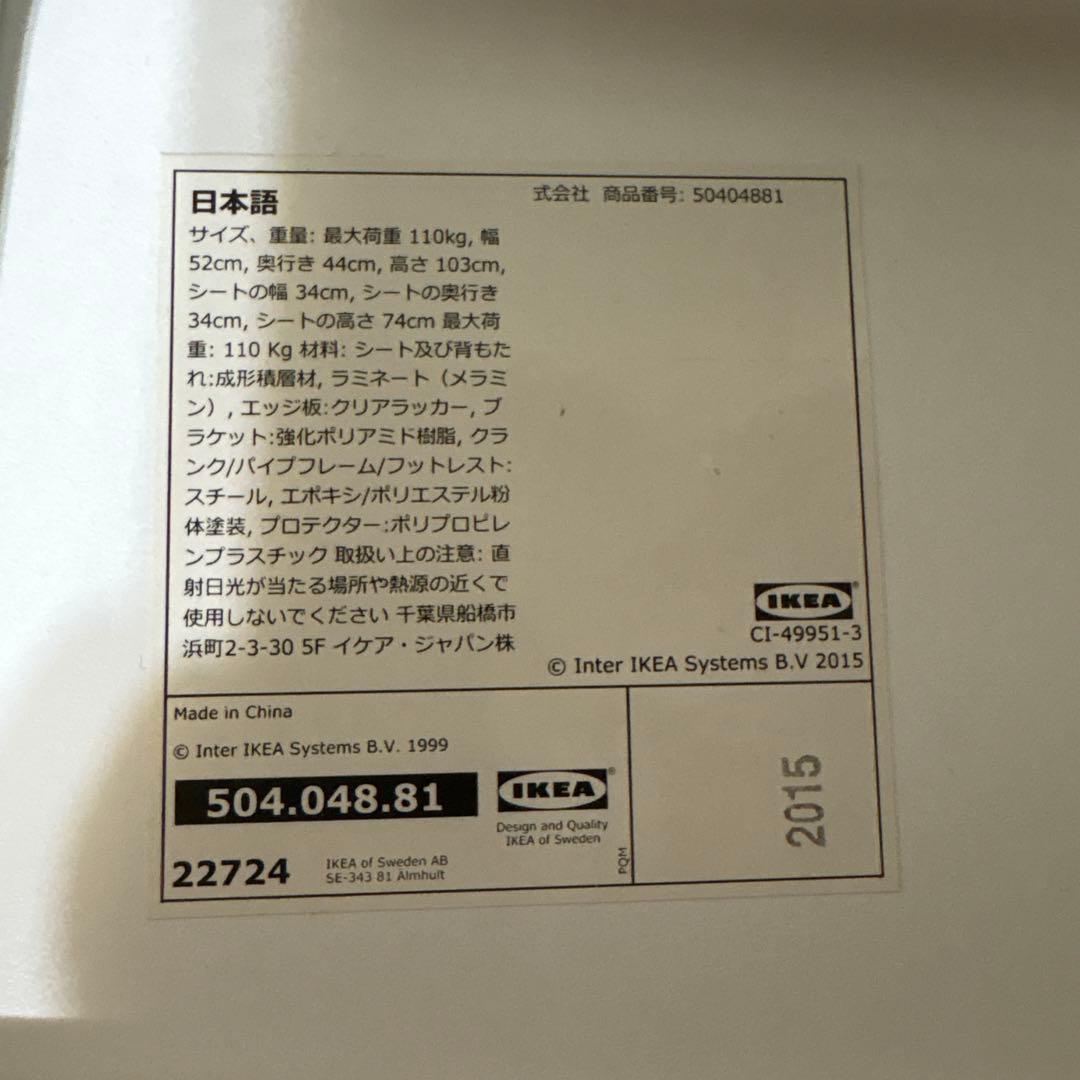 日本語
サイズ、重量: 最大荷重 110kg, 幅
52cm, 奥行き 44cm, 高さ 103cm,
シートの幅 34cm, シートの奥行き
34cm, シートの高さ 74cm 最大荷
重: 110 Kg 材料: シート及び背もた
れ:成形積層材, ラミネート（メラミ
ン）, エッジ板:クリアラッカー, ブ
ラケット:強化ポリアミド樹脂, クラ
ンク/パイプフレーム/フットレスト:
スチール, エポキシ/ポリエステル粉
体塗装, プロテクター:ポリプロピレ
ンプラスチック 取扱い上の注意: 直
射日光が当たる場所や熱源の近くで
使用しないでください 千葉県船橋市
浜町2-3-30 5F イケア・ジャパン株
式会社 商品番号: 50404881
IKEA®
CI-49951-3
© Inter IKEA Systems B.V 2015
Made in China
© Inter IKEA Systems B.V. 1999
504.048.81
22724
IKEA of Sweden AB
SE-343 81 Älmhult
IKEA®
Design and Quality
IKEA of Sweden
PQM
2015